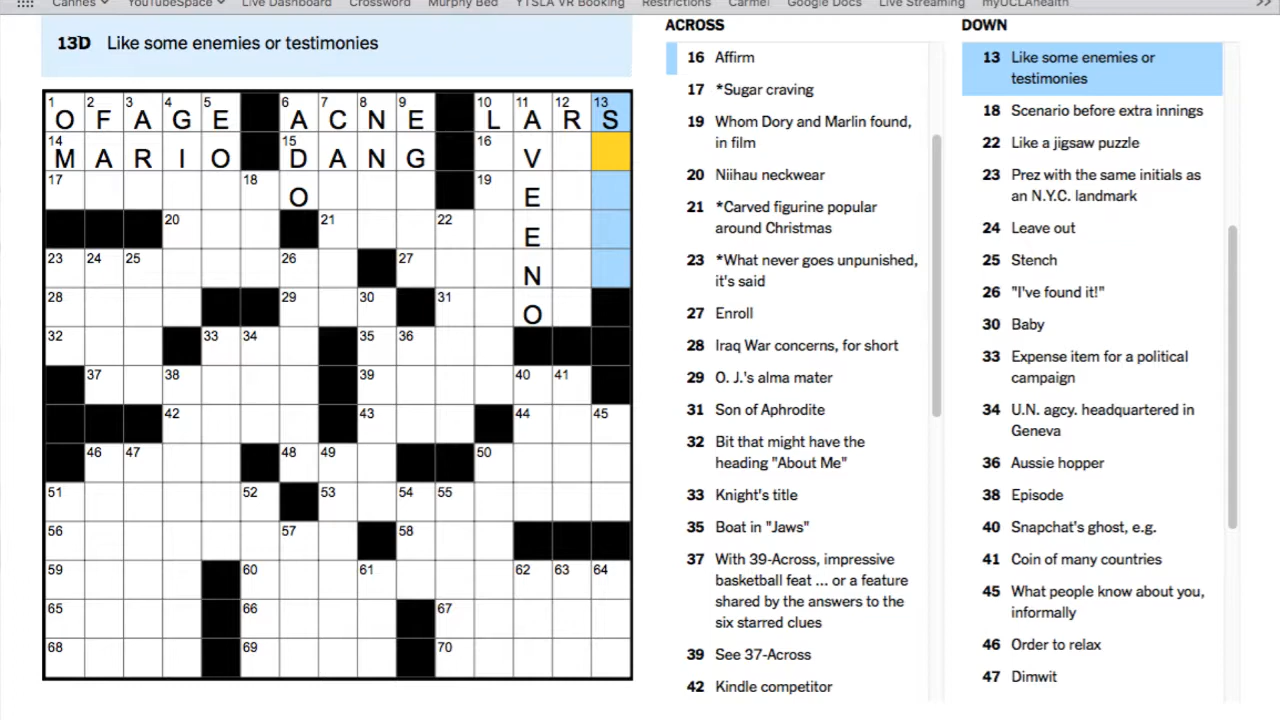 Cannes YouTubeSpace Live Dashboard Crossword Murphy Bed YTSLA VR Booking Restrictions Carmel Google Docs Live Streaming myUCLAhealth >>
13D Like some enemies or testimonies
1 2 3 4 5 6 7 8 9 10 11 12 13
O F A G E A C N E L A R S
14 15 16
M A R I O D A N G V
17 18 19
O E
20 21 22
E
23 24 25 26 27
N
28 29 30 31
O
32 33 34 35 36
37 38 39 40 41
42 43 44 45
46 47 48 49 50
51 52 53 54 55
56 57 58
59 60 61 62 63 64
65 66 67
68 69 70
ACROSS
16 Affirm
17 *Sugar craving
19 Whom Dory and Marlin found,
in film
20 Niihau neckwear
21 *Carved figurine popular
around Christmas
23 *What never goes unpunished,
it's said
27 Enroll
28 Iraq War concerns, for short
29 O. J.'s alma mater
31 Son of Aphrodite
32 Bit that might have the
heading "About Me"
33 Knight's title
35 Boat in "Jaws"
37 With 39-Across, impressive
basketball feat ... or a feature
shared by the answers to the
six starred clues
39 See 37-Across
42 Kindle competitor
DOWN
13 Like some enemies or
testimonies
18 Scenario before extra innings
22 Like a jigsaw puzzle
23 Prez with the same initials as
an N.Y.C. landmark
24 Leave out
25 Stench
26 "I've found it!"
30 Baby
33 Expense item for a political
campaign
34 U.N. agcy. headquartered in
Geneva
36 Aussie hopper
38 Episode
40 Snapchat's ghost, e.g.
41 Coin of many countries
45 What people know about you,
informally
46 Order to relax
47 Dimwit